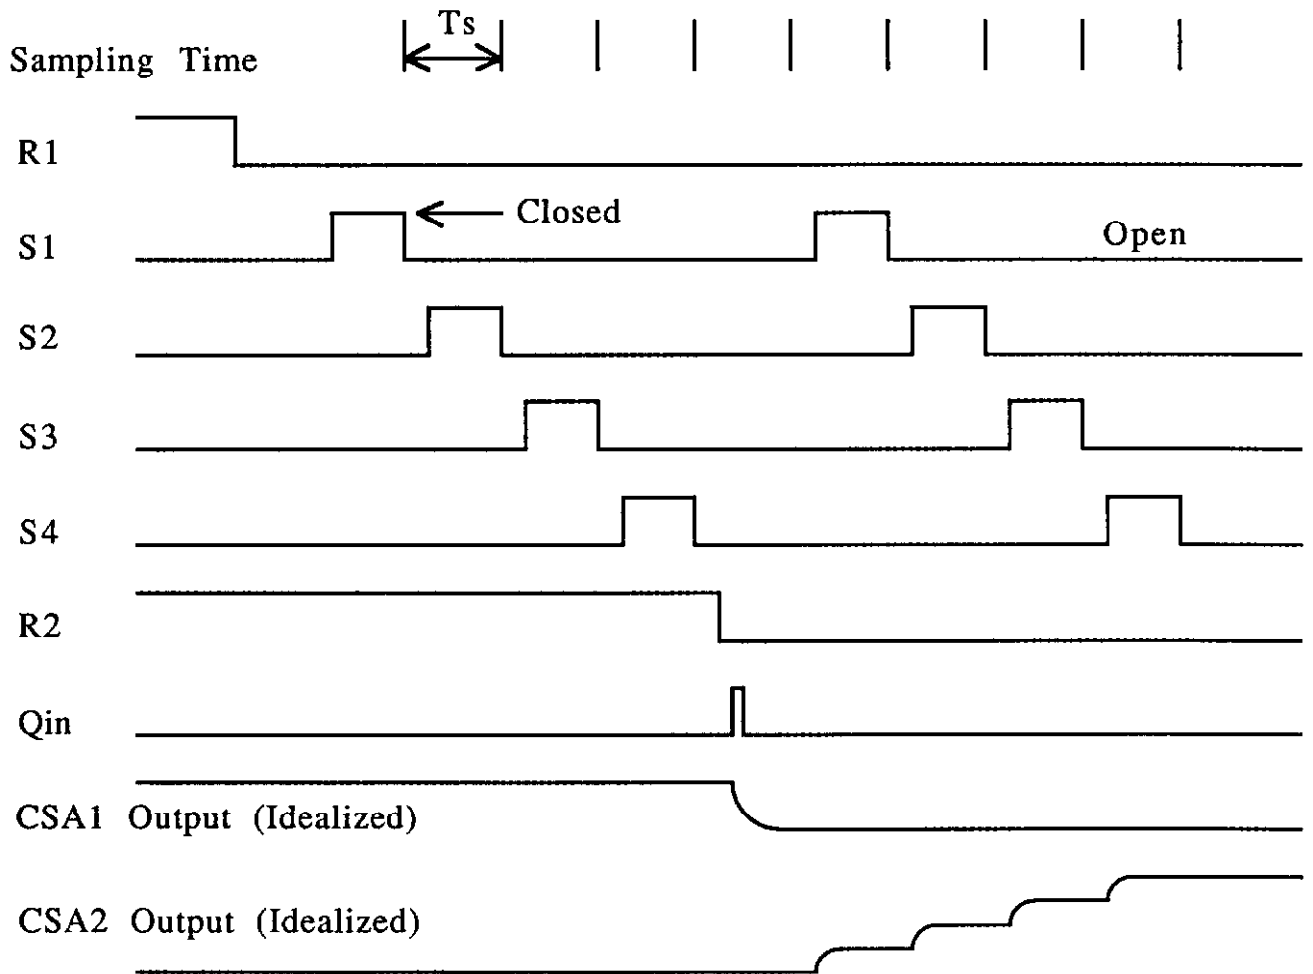 Ts
Sampling Time
R1
Closed
S1
Open
S2
S3
S4
R2
Qin
CSA1 Output (Idealized)
CSA2 Output (Idealized)